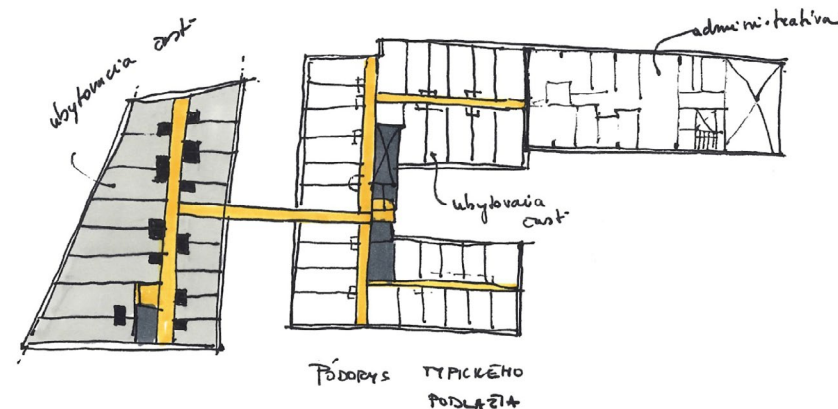 ubytovacia časť
administratíva
ubytovacia
časť
PÔDORYS TYPICKÉHO
PODLAŽIA